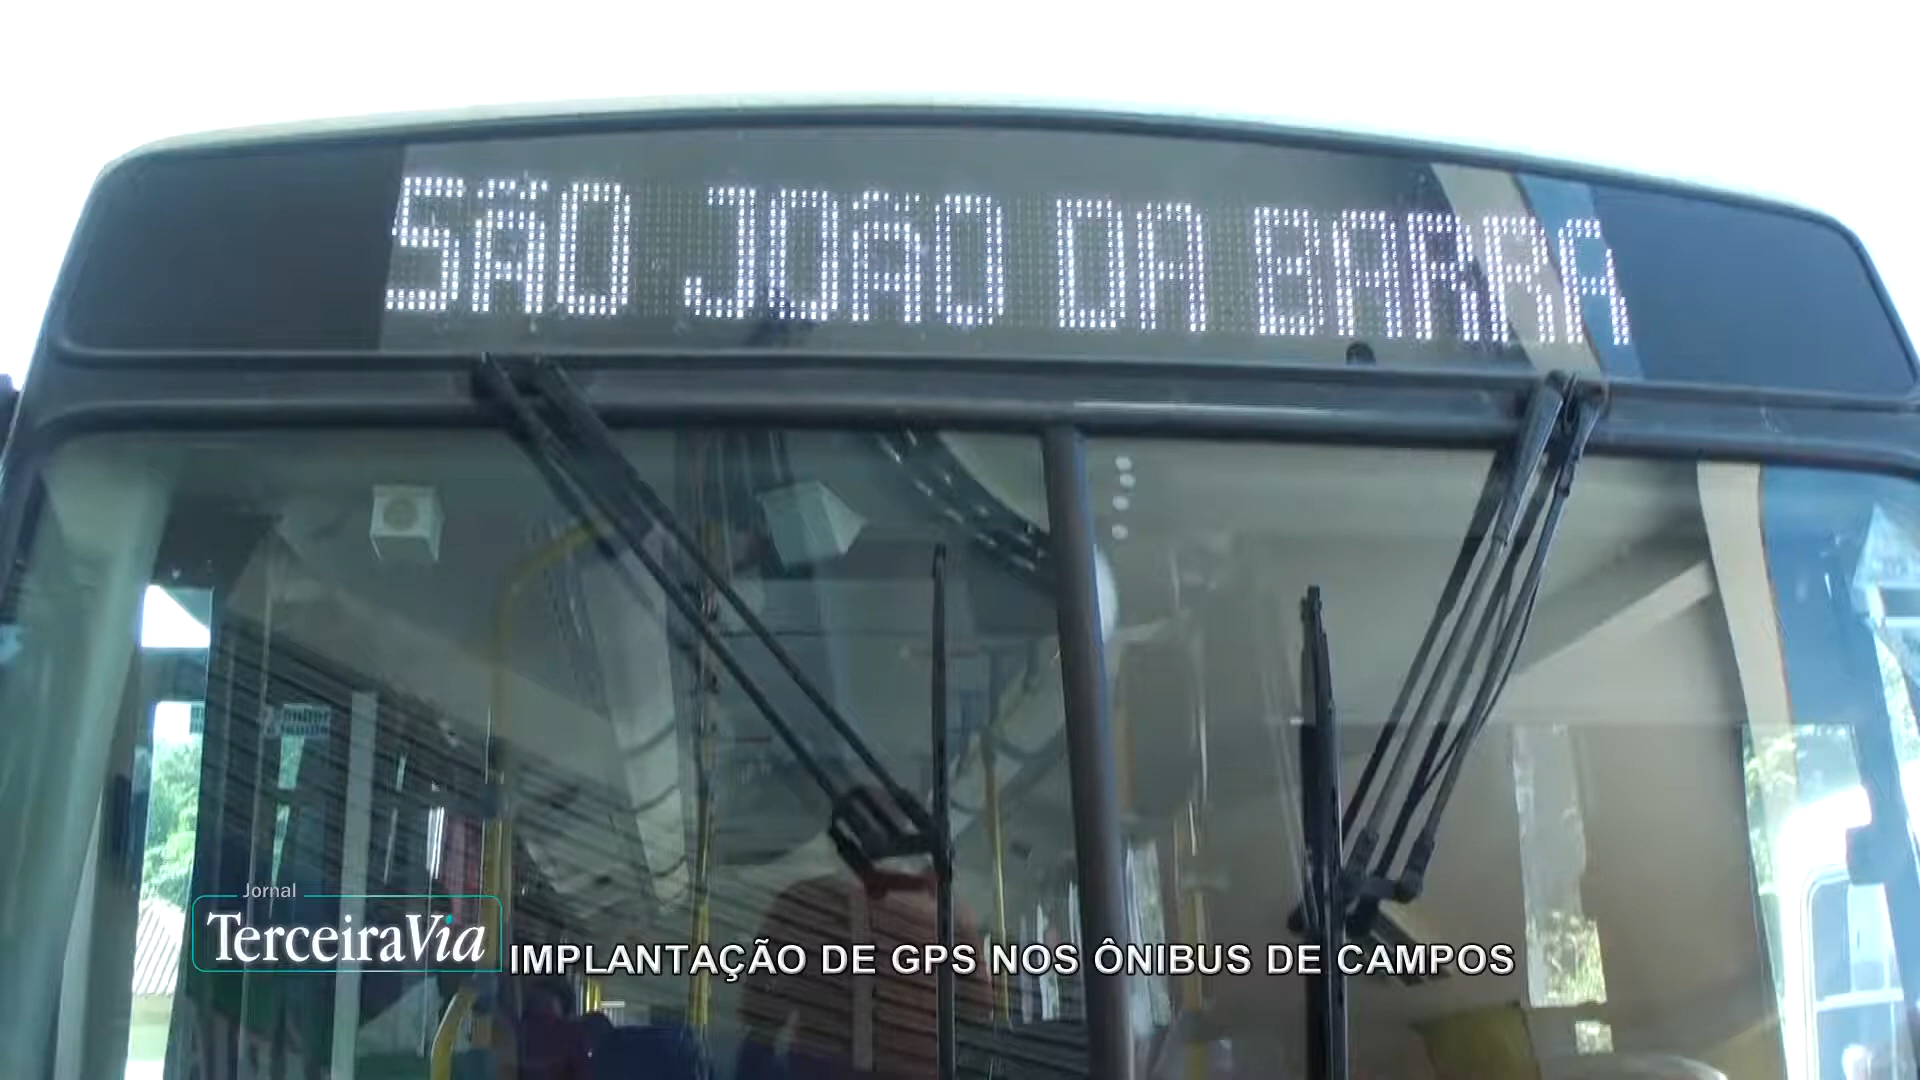 SÃO JOÃO DA BARRA
Jornal
TerceiraVia
IMPLANTAÇÃO DE GPS NOS ÔNIBUS DE CAMPOS